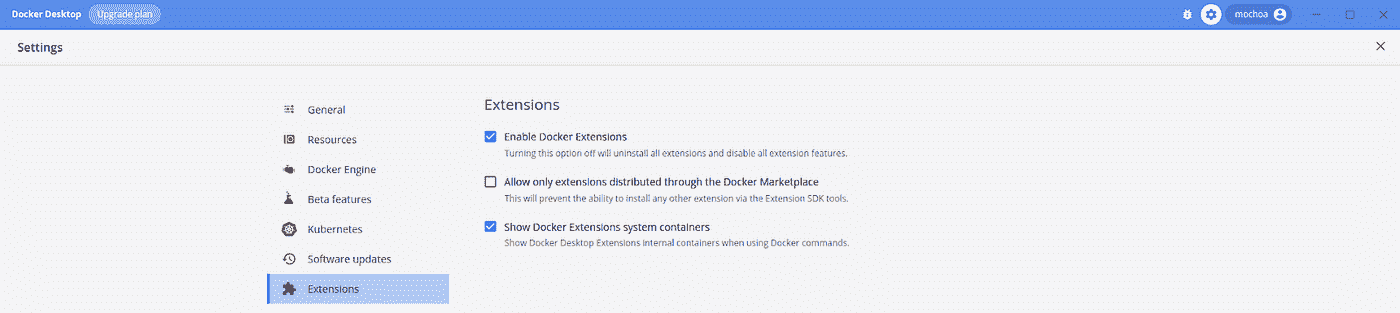 Docker Desktop Upgrade plan mochoa
Settings
General
Resources
Docker Engine
Beta features
Kubernetes
Software updates
Extensions
Extensions
Enable Docker Extensions
Turning this option off will uninstall all extensions and disable all extension features.
Allow only extensions distributed through the Docker Marketplace
This will prevent the ability to install any other extension via the Extension SDK tools.
Show Docker Extensions system containers
Show Docker Desktop Extensions internal containers when using Docker commands.